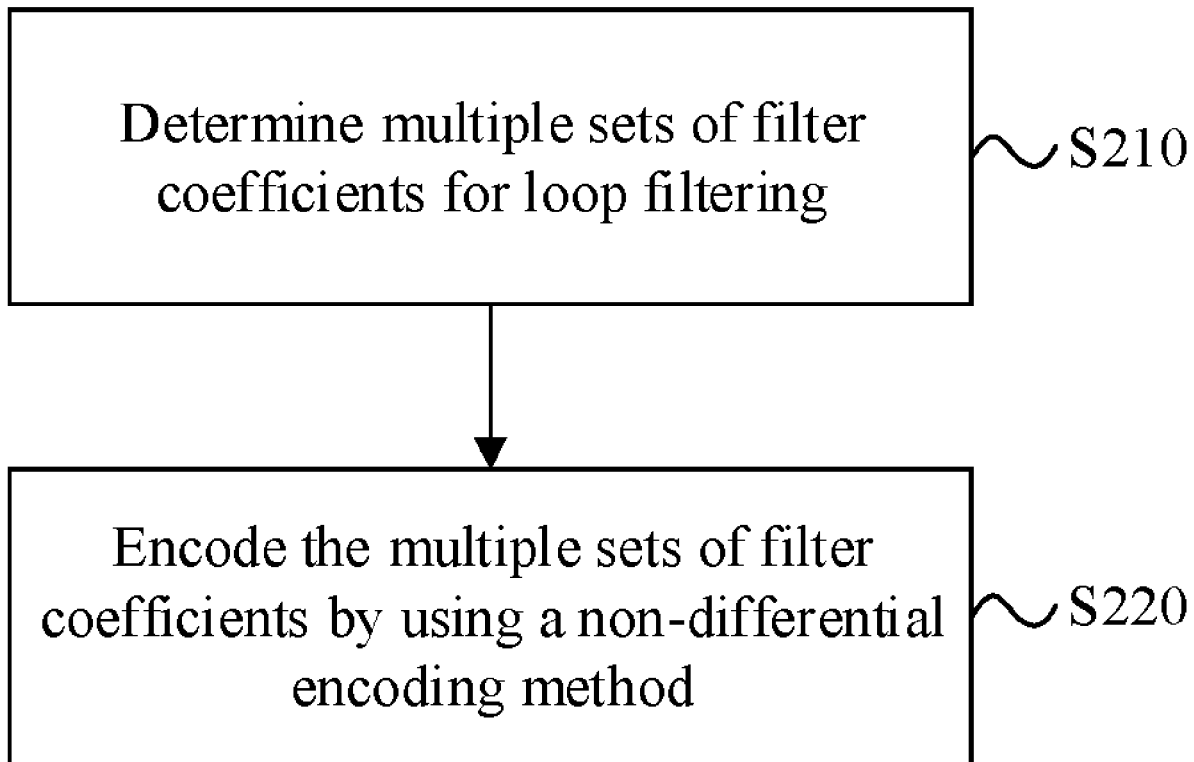 Determine multiple sets of filter
coefficients for loop filtering
S210
Encode the multiple sets of filter
coefficients by using a non-differential
encoding method
S220